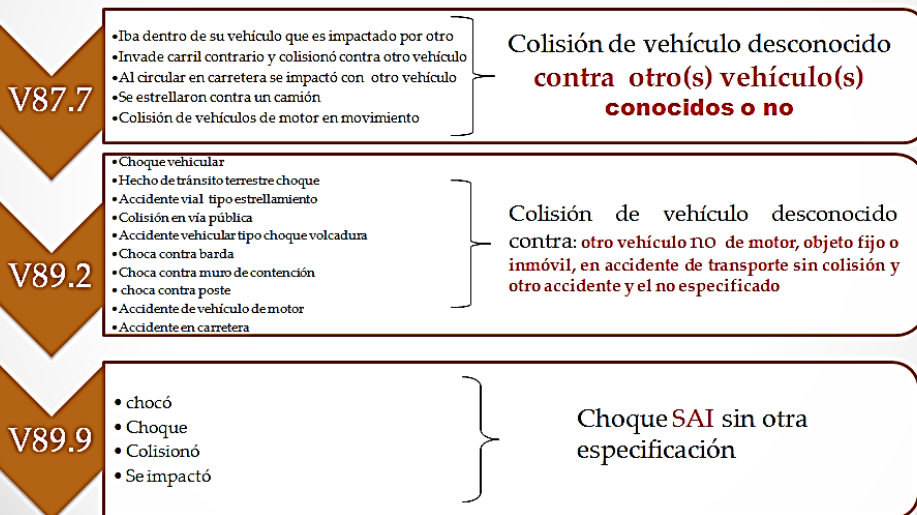 V87.7
•Iba dentro de su vehículo que es impactado por otro
•Invade carril contrario y colisionó contra otro vehículo
•Al circular en carretera se impactó con otro vehículo
•Se estrellaron contra un camión
•Colisión de vehículos de motor en movimiento
Colisión de vehículo desconocido
contra otro(s) vehículo(s)
conocidos o no
V89.2
•Choque vehicular
•Hecho de tránsito terrestre choque
•Accidente vial tipo estrellamiento
•Colisión en vía pública
•Accidente vehicular tipo choque volcadura
•Choca contra barda
•Choca contra muro de contención
•choca contra poste
•Accidente de vehículo de motor
•Accidente en carretera
Colisión de vehículo desconocido
contra: otro vehículo no de motor, objeto fijo o
inmóvil, en accidente de transporte sin colisión y
otro accidente y el no especificado
V89.9
• chocó
• Choque
• Colisionó
• Se impactó
Choque SAI sin otra
especificación